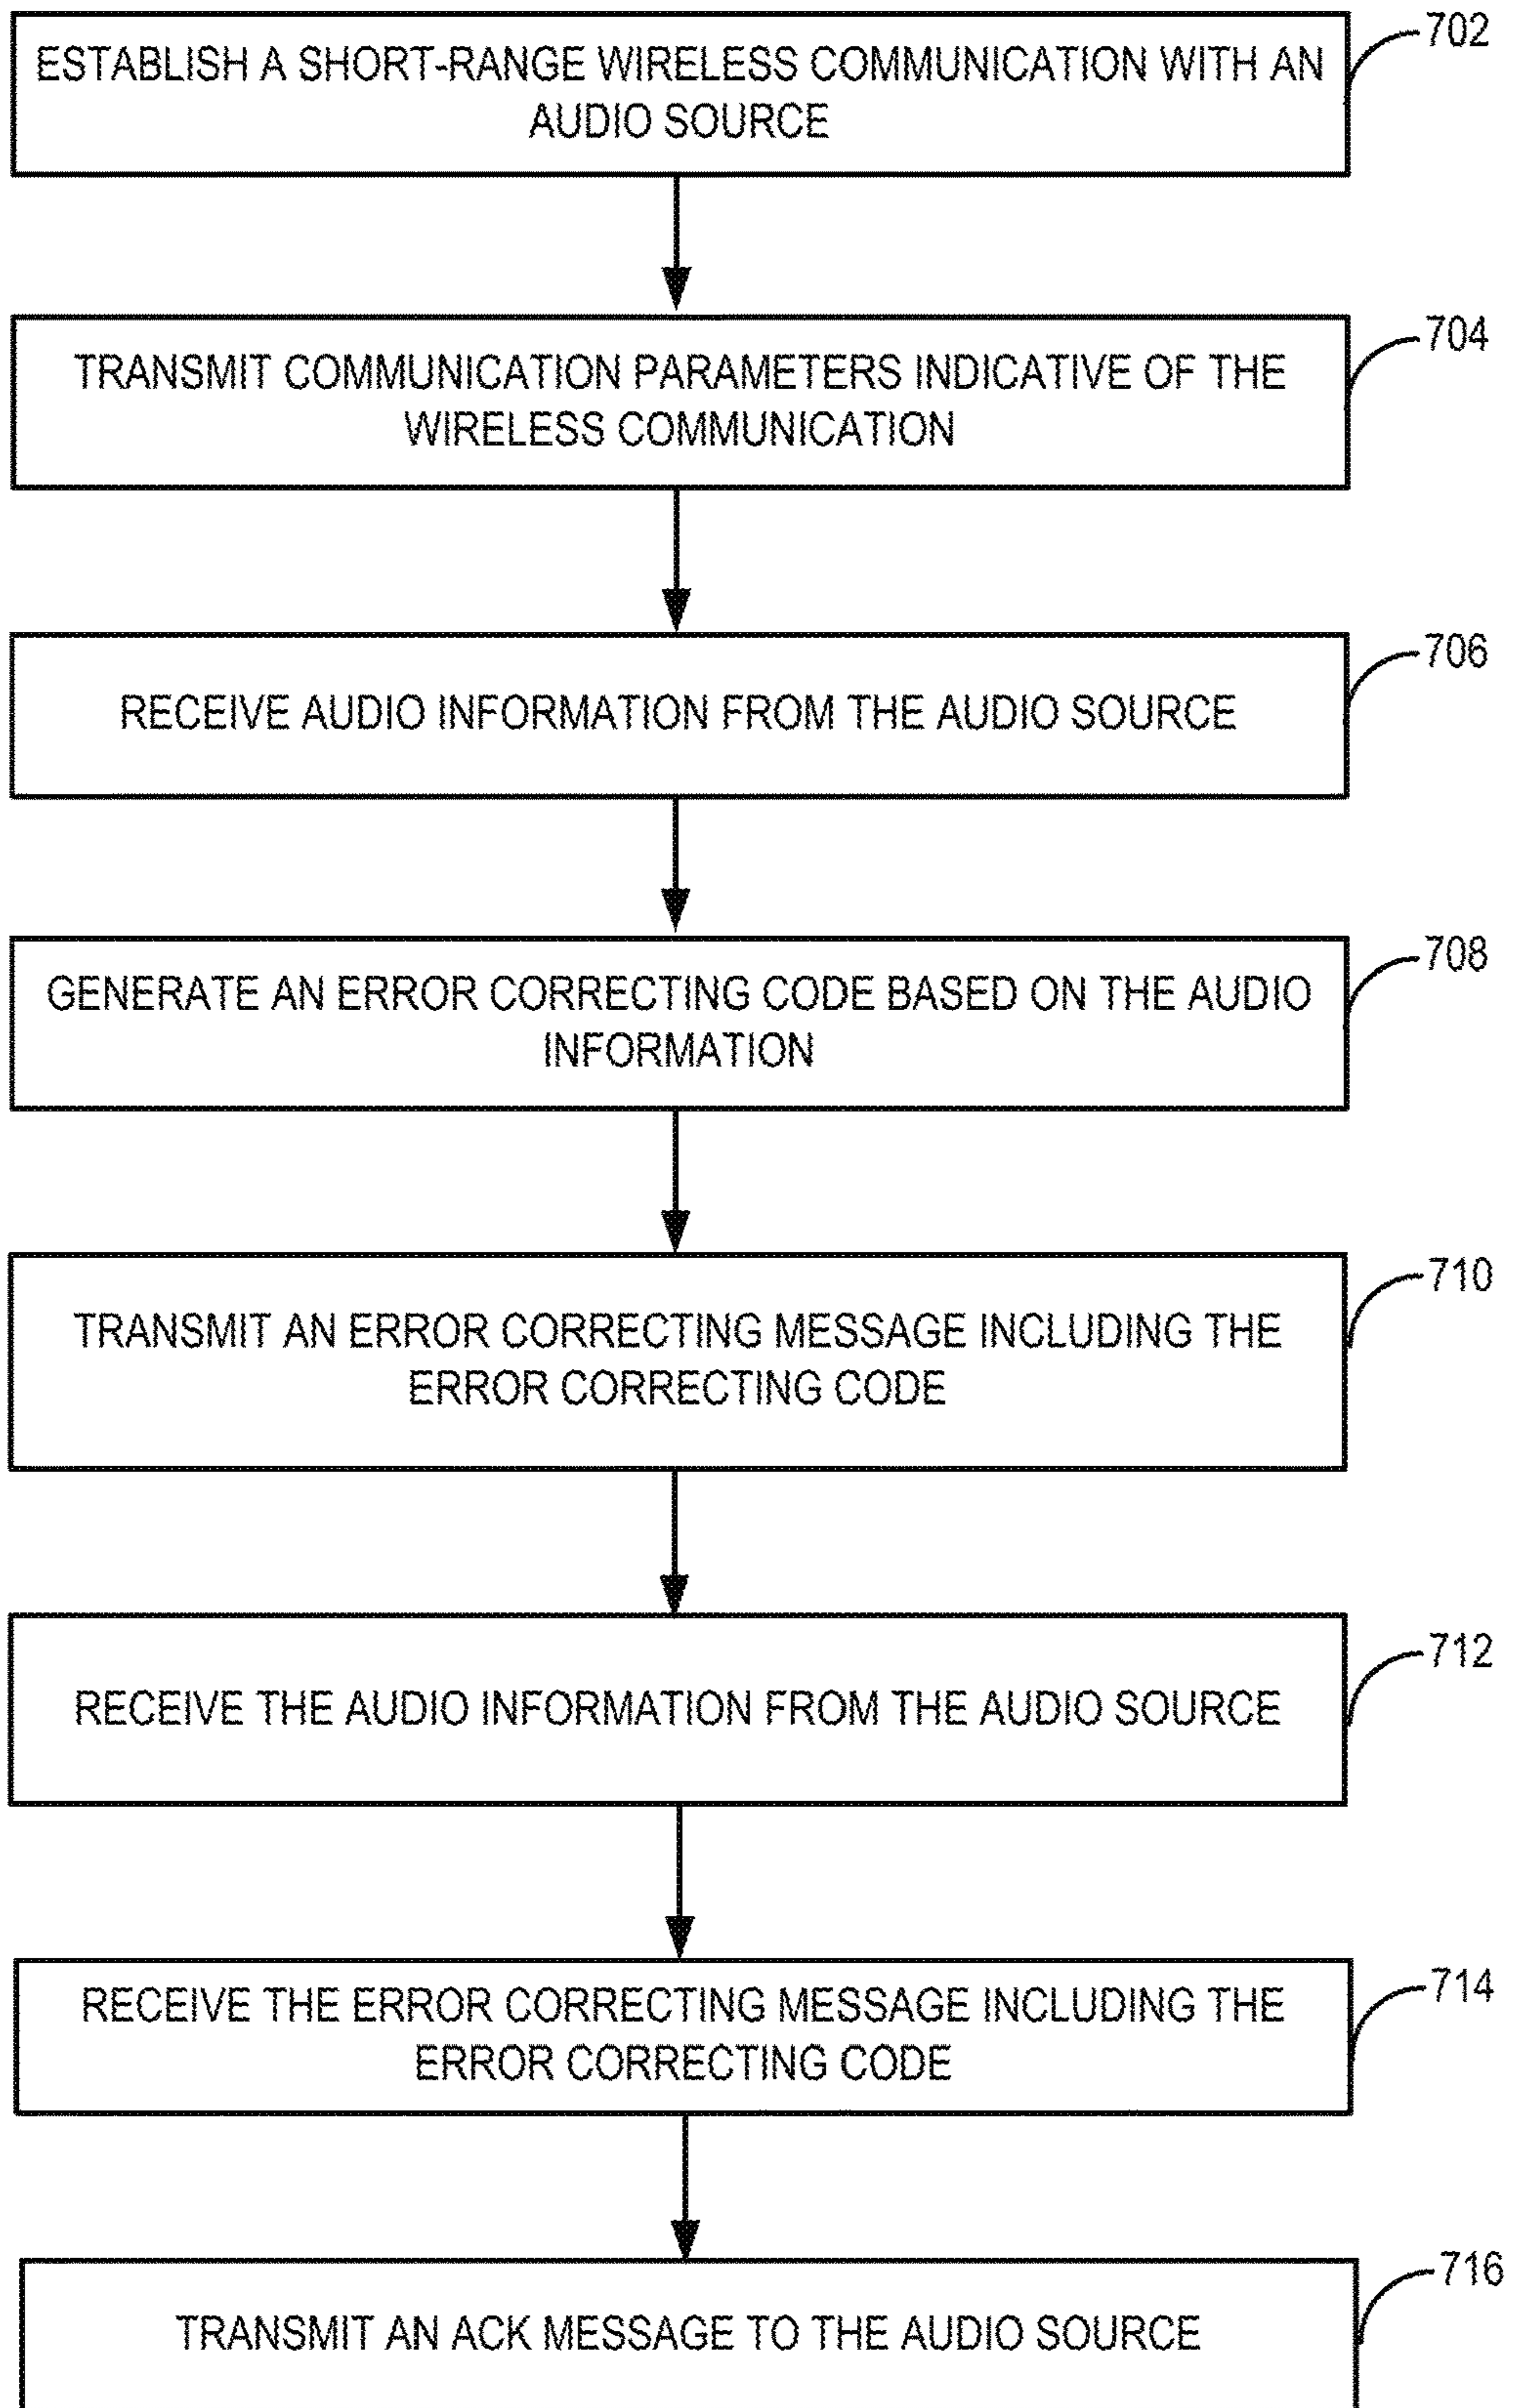 702
ESTABLISH A SHORT-RANGE WIRELESS COMMUNICATION WITH AN
AUDIO SOURCE
704
TRANSMIT COMMUNICATION PARAMETERS INDICATIVE OF THE
WIRELESS COMMUNICATION
706
RECEIVE AUDIO INFORMATION FROM THE AUDIO SOURCE
708
GENERATE AN ERROR CORRECTING CODE BASED ON THE AUDIO
INFORMATION
710
TRANSMIT AN ERROR CORRECTING MESSAGE INCLUDING THE
ERROR CORRECTING CODE
712
RECEIVE THE AUDIO INFORMATION FROM THE AUDIO SOURCE
714
RECEIVE THE ERROR CORRECTING MESSAGE INCLUDING THE
ERROR CORRECTING CODE
716
TRANSMIT AN ACK MESSAGE TO THE AUDIO SOURCE